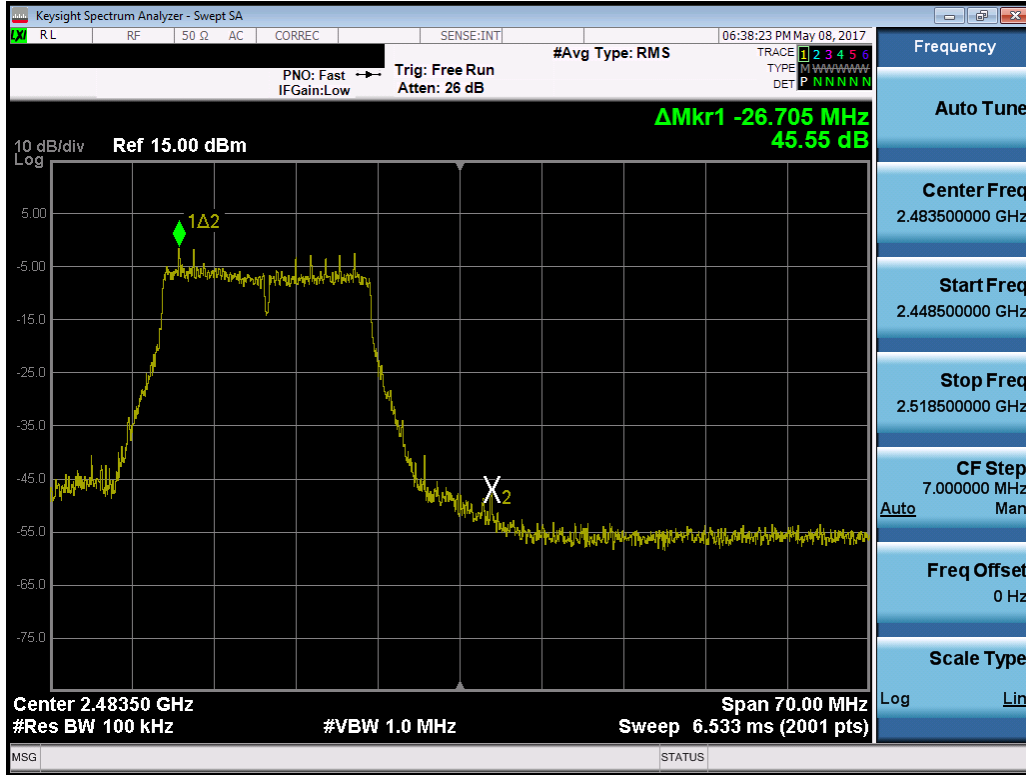 Keysight Spectrum Analyzer - Swept SA
LXI RL RF 50 Ω AC CORREC SENSE:INT 06:38:23 PM May 08, 2017
#Avg Type: RMS
TRACE 1 2 3 4 5 6
TYPE M WWWWW
DET P N N N N N
PNO: Fast
IFGain:Low
Trig: Free Run
Atten: 26 dB
ΔMkr1 -26.705 MHz
45.55 dB
10 dB/div Ref 15.00 dBm
Log
5.00
-5.00
-15.0
-25.0
-35.0
-45.0
-55.0
-65.0
-75.0
1Δ2
X2
Center 2.48350 GHz Span 70.00 MHz
#Res BW 100 kHz #VBW 1.0 MHz Sweep 6.533 ms (2001 pts)
MSG STATUS
Frequency
Auto Tune
Center Freq
2.483500000 GHz
Start Freq
2.448500000 GHz
Stop Freq
2.518500000 GHz
CF Step
7.000000 MHz
Auto Man
Freq Offset
0 Hz
Scale Type
Log Lin